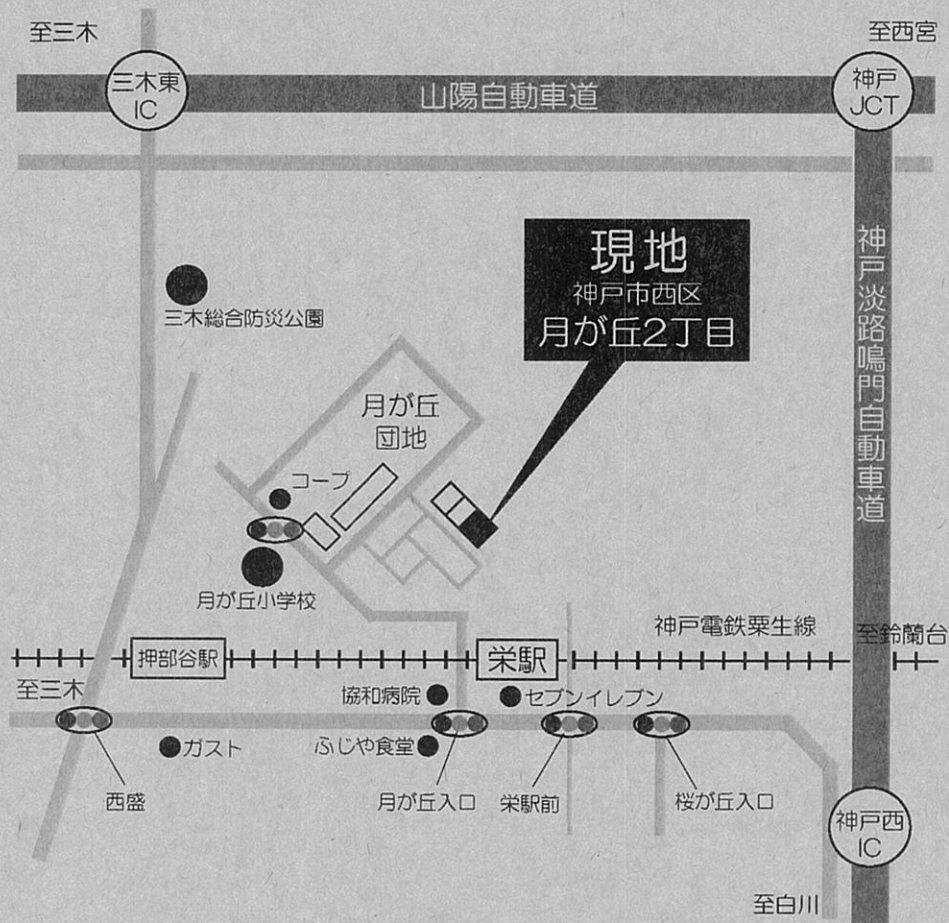 至三木
至西宮
三木東
IC
山陽自動車道
神戸
JCT
現地
神戸市西区
月が丘2丁目
神戸淡路鳴門自動車道
三木総合防災公園
月が丘
団地
コープ
月が丘小学校
神戸電鉄粟生線
至鈴蘭台
押部谷駅
栄駅
至三木
協和病院
セブンイレブン
ガスト
ふじや食堂
西盛
月が丘入口
栄駅前
桜が丘入口
神戸西
IC
至白川